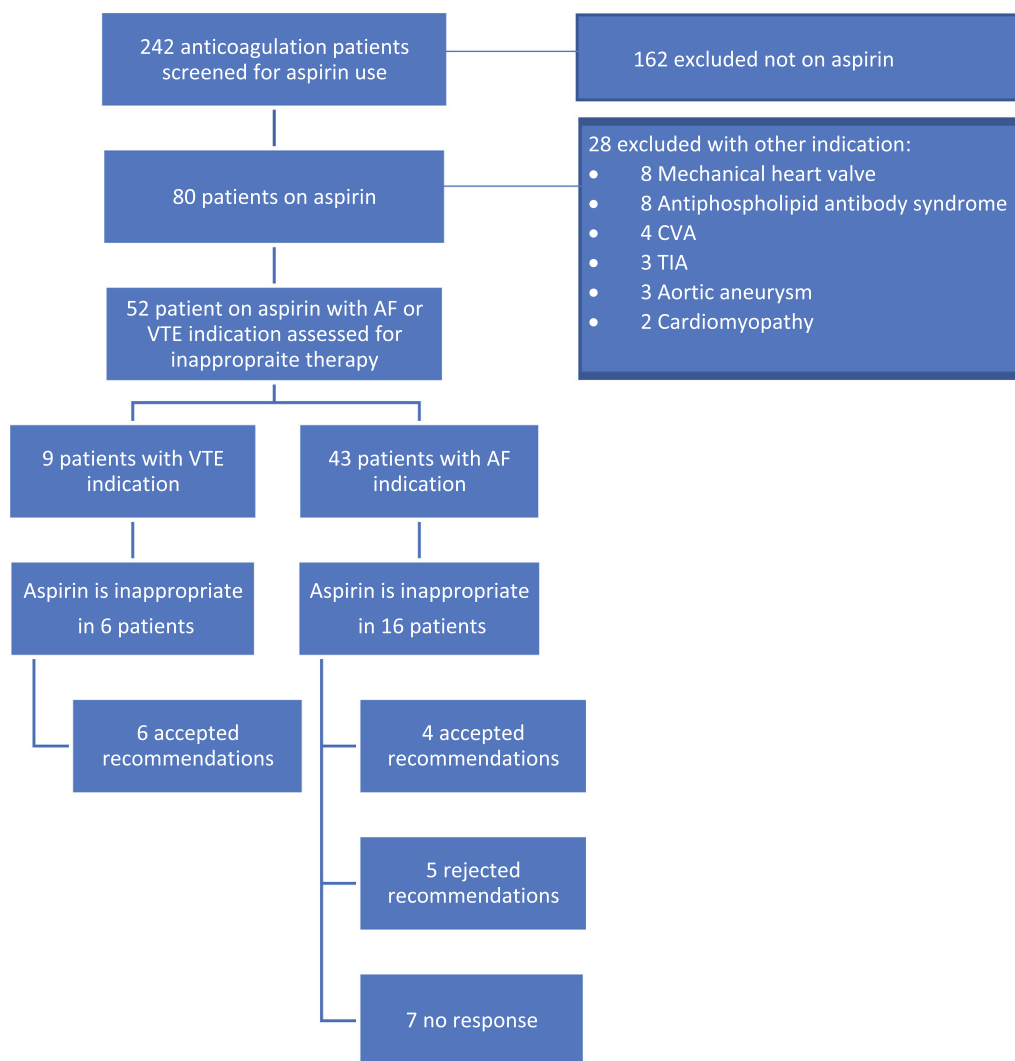 242 anticoagulation patients
screened for aspirin use
162 excluded not on aspirin
80 patients on aspirin
28 excluded with other indication:
• 8 Mechanical heart valve
• 8 Antiphospholipid antibody syndrome
• 4 CVA
• 3 TIA
• 3 Aortic aneurysm
• 2 Cardiomyopathy
52 patient on aspirin with AF or
VTE indication assessed for
inappropraite therapy
9 patients with VTE
indication
43 patients with AF
indication
Aspirin is inappropriate
in 6 patients
Aspirin is inappropriate
in 16 patients
6 accepted
recommendations
4 accepted
recommendations
5 rejected
recommendations
7 no response